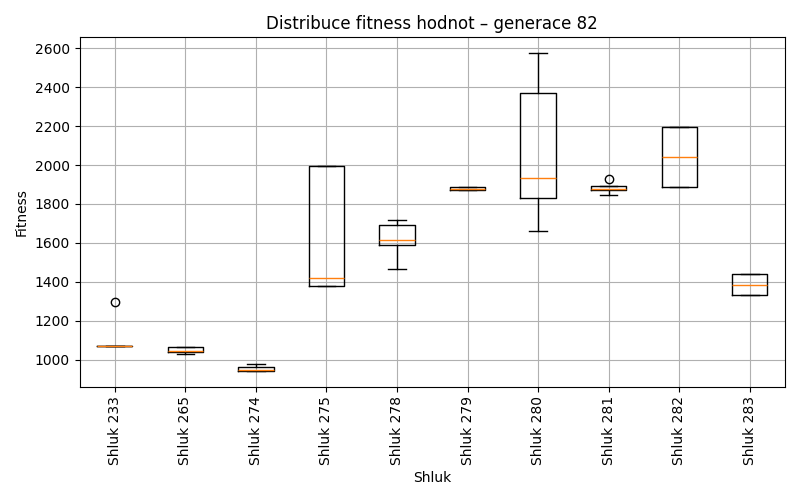 Distribuce fitness hodnot – generace 82
Fitness
2600
2400
2200
2000
1800
1600
1400
1200
1000
Shluk 233
Shluk 265
Shluk 274
Shluk 275
Shluk 278
Shluk 279
Shluk 280
Shluk 281
Shluk 282
Shluk 283
Shluk